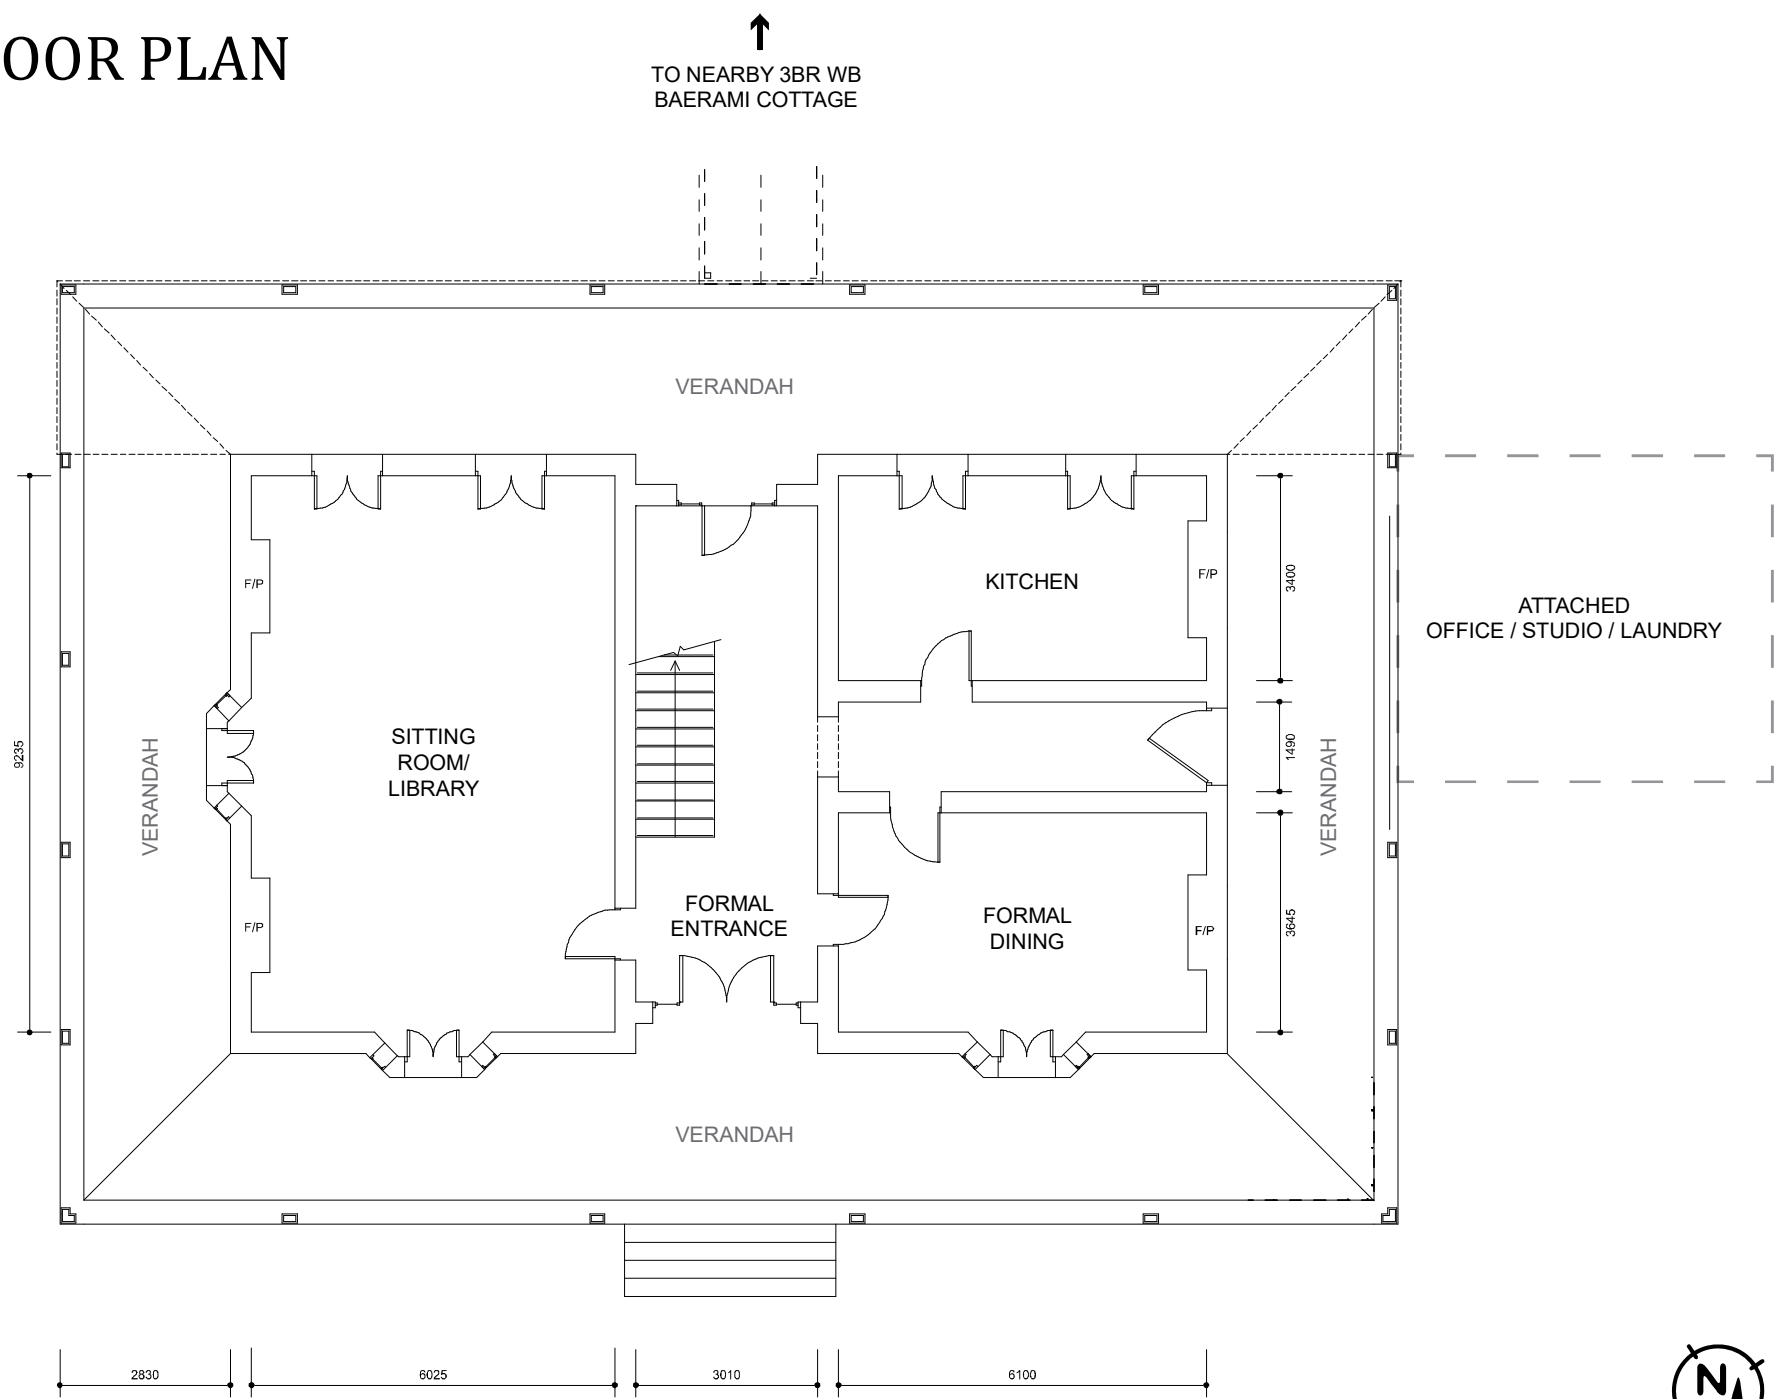 OOR PLAN
TO NEARBY 3BR WB
BAERAMI COTTAGE
VERANDAH
F/P
KITCHEN
F/P
3400
ATTACHED
OFFICE / STUDIO / LAUNDRY
9235
VERANDAH
SITTING
ROOM/
LIBRARY
1490
VERANDAH
F/P
FORMAL
ENTRANCE
FORMAL
DINING
F/P
3645
VERANDAH
2830
6025
3010
6100
N